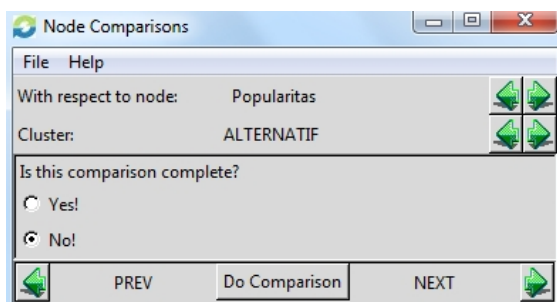 Node Comparisons
File Help
With respect to node: Popularitas
Cluster: ALTERNATIF
Is this comparison complete?
Yes!
No!
PREV Do Comparison NEXT